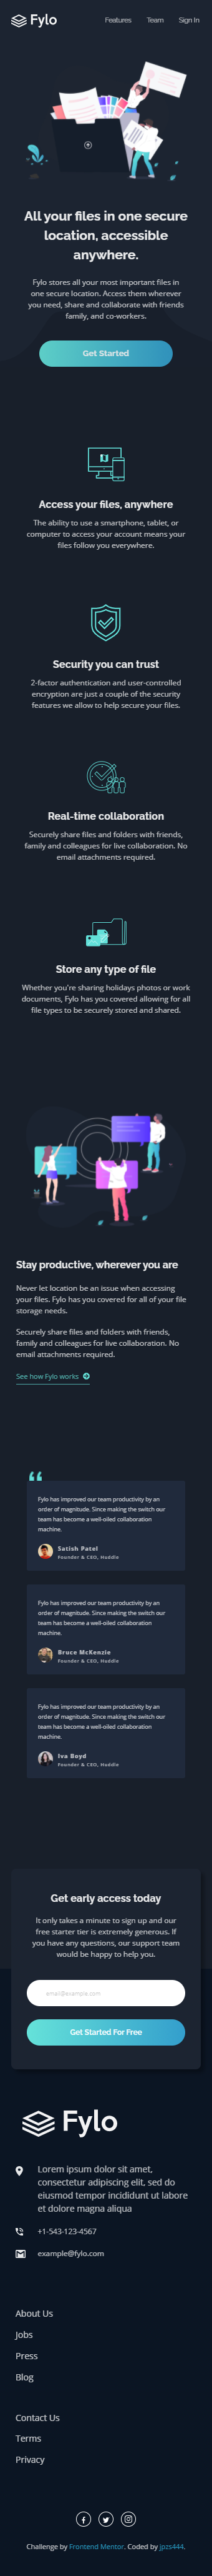 Fylo
Features Team Sign In
All your files in one secure
location, accessible
anywhere.
Fylo stores all your most important files in
one secure location. Access them wherever
you need, share and collaborate with friends
family, and co-workers.
Get Started
Access your files, anywhere
The ability to use a smartphone, tablet, or
computer to access your account means your
files follow you everywhere.
Security you can trust
2-factor authentication and user-controlled
encryption are just a couple of the security
features we allow to help secure your files.
Real-time collaboration
Securely share files and folders with friends,
family and colleagues for live collaboration. No
email attachments required.
Store any type of file
Whether you're sharing holidays photos or work
documents, Fylo has you covered allowing for all
file types to be securely stored and shared.
Stay productive, wherever you are
Never let location be an issue when accessing
your files. Fylo has you covered for all of your file
storage needs.
Securely share files and folders with friends,
family and colleagues for live collaboration. No
email attachments required.
See how Fylo works
Fylo has improved our team productivity by an
order of magnitude. Since making the switch our
team has become a well-oiled collaboration
machine.
Satish Patel
Founder & CEO, Huddle
Fylo has improved our team productivity by an
order of magnitude. Since making the switch our
team has become a well-oiled collaboration
machine.
Bruce McKenzie
Founder & CEO, Huddle
Fylo has improved our team productivity by an
order of magnitude. Since making the switch our
team has become a well-oiled collaboration
machine.
Iva Boyd
Founder & CEO, Huddle
Get early access today
It only takes a minute to sign up and our
free starter tier is extremely generous. If
you have any questions, our support team
would be happy to help you.
email@example.com
Get Started For Free
Fylo
Lorem ipsum dolor sit amet,
consectetur adipiscing elit, sed do
eiusmod tempor incididunt ut labore
et dolore magna aliqua
+1-543-123-4567
example@fylo.com
About Us
Jobs
Press
Blog
Contact Us
Terms
Privacy
Challenge by Frontend Mentor. Coded by jpzs444.